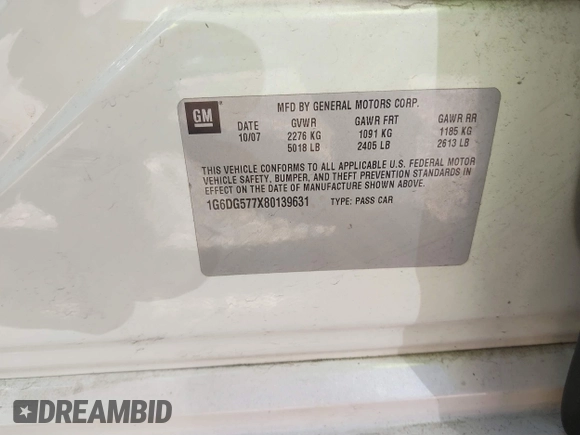 GM
MFD BY GENERAL MOTORS CORP.
DATE GVWR GAWR FRT GAWR RR
10/07 2276 KG 1091 KG 1185 KG
5018 LB 2405 LB 2613 LB
THIS VEHICLE CONFORMS TO ALL APPLICABLE U.S. FEDERAL MOTOR
VEHICLE SAFETY, BUMPER, AND THEFT PREVENTION STANDARDS IN
EFFECT ON THE DATE OF MANUFACTURE SHOWN ABOVE.
1G6DG577X80139631 TYPE: PASS CAR
DREAMBID